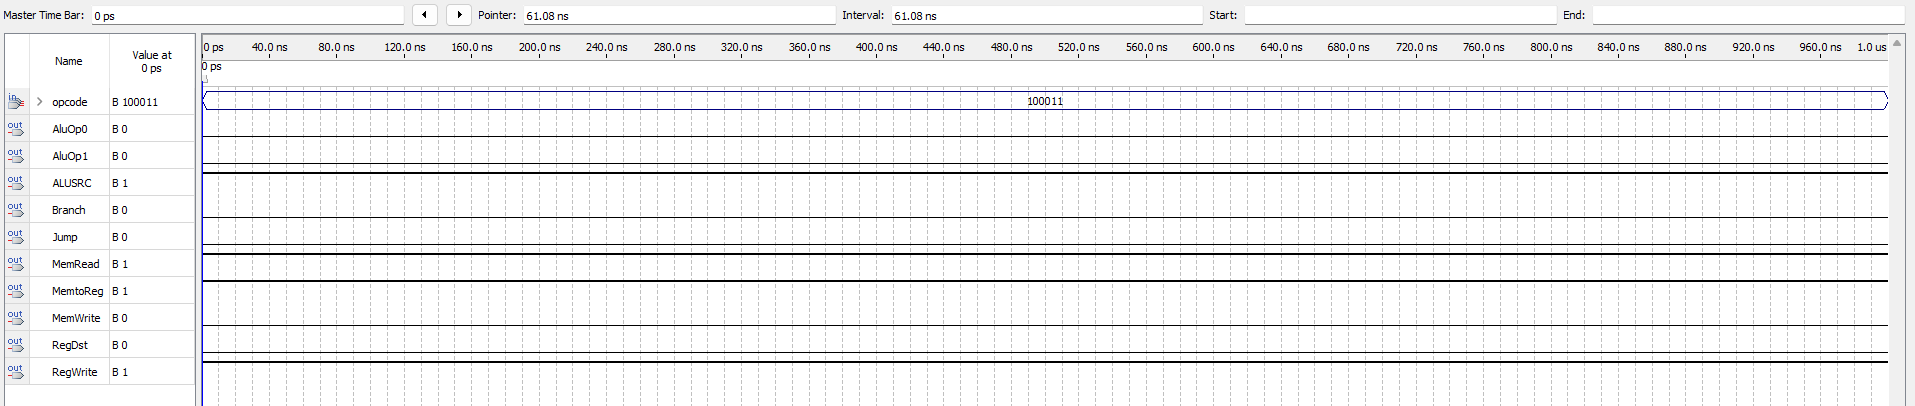 Master Time Bar: 0 ps Pointer: 61.08 ns Interval: 61.08 ns Start: End:
Name Value at 0 ps
0 ps 40.0 ns 80.0 ns 120.0 ns 160.0 ns 200.0 ns 240.0 ns 280.0 ns 320.0 ns 360.0 ns 400.0 ns 440.0 ns 480.0 ns 520.0 ns 560.0 ns 600.0 ns 640.0 ns 680.0 ns 720.0 ns 760.0 ns 800.0 ns 840.0 ns 880.0 ns 920.0 ns 960.0 ns 1.0 us
0 ps
in opcode B 100011 100011
out AluOp0 B 0
out AluOp1 B 0
out ALUSRC B 1
out Branch B 0
out Jump B 0
out MemRead B 1
out MemtoReg B 1
out MemWrite B 0
out RegDst B 0
out RegWrite B 1